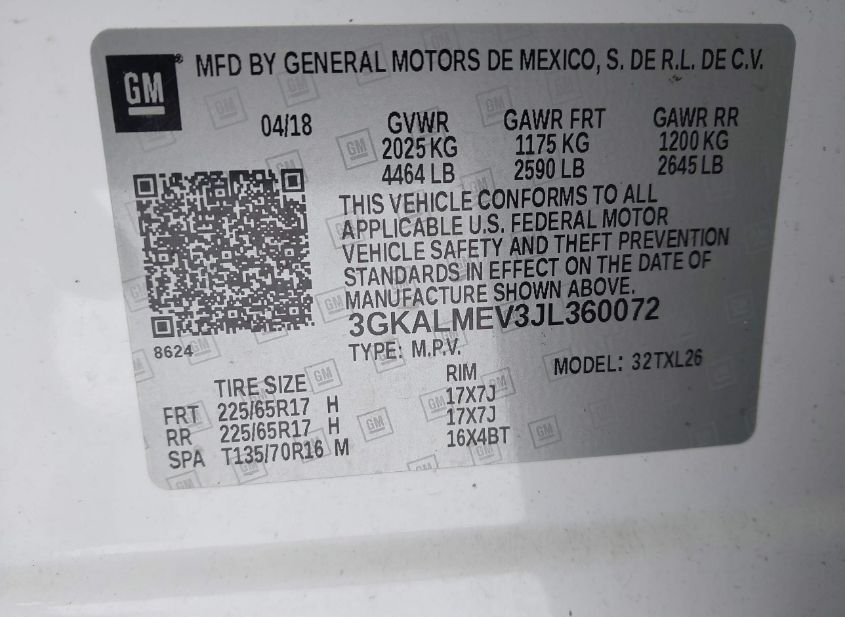 GM
MFD BY GENERAL MOTORS DE MEXICO, S. DE R.L. DE C.V.
04/18 GVWR GAWR FRT GAWR RR
2025 KG 1175 KG 1200 KG
4464 LB 2590 LB 2645 LB
THIS VEHICLE CONFORMS TO ALL
APPLICABLE U.S. FEDERAL MOTOR
VEHICLE SAFETY AND THEFT PREVENTION
STANDARDS IN EFFECT ON THE DATE OF
MANUFACTURE SHOWN ABOVE.
3GKALMEV3JL360072
8624
TYPE: M.P.V. MODEL: 32TXL26
TIRE SIZE RIM
FRT 225/65R17 H 17X7J
RR 225/65R17 H 17X7J
SPA T135/70R16 M 16X4BT